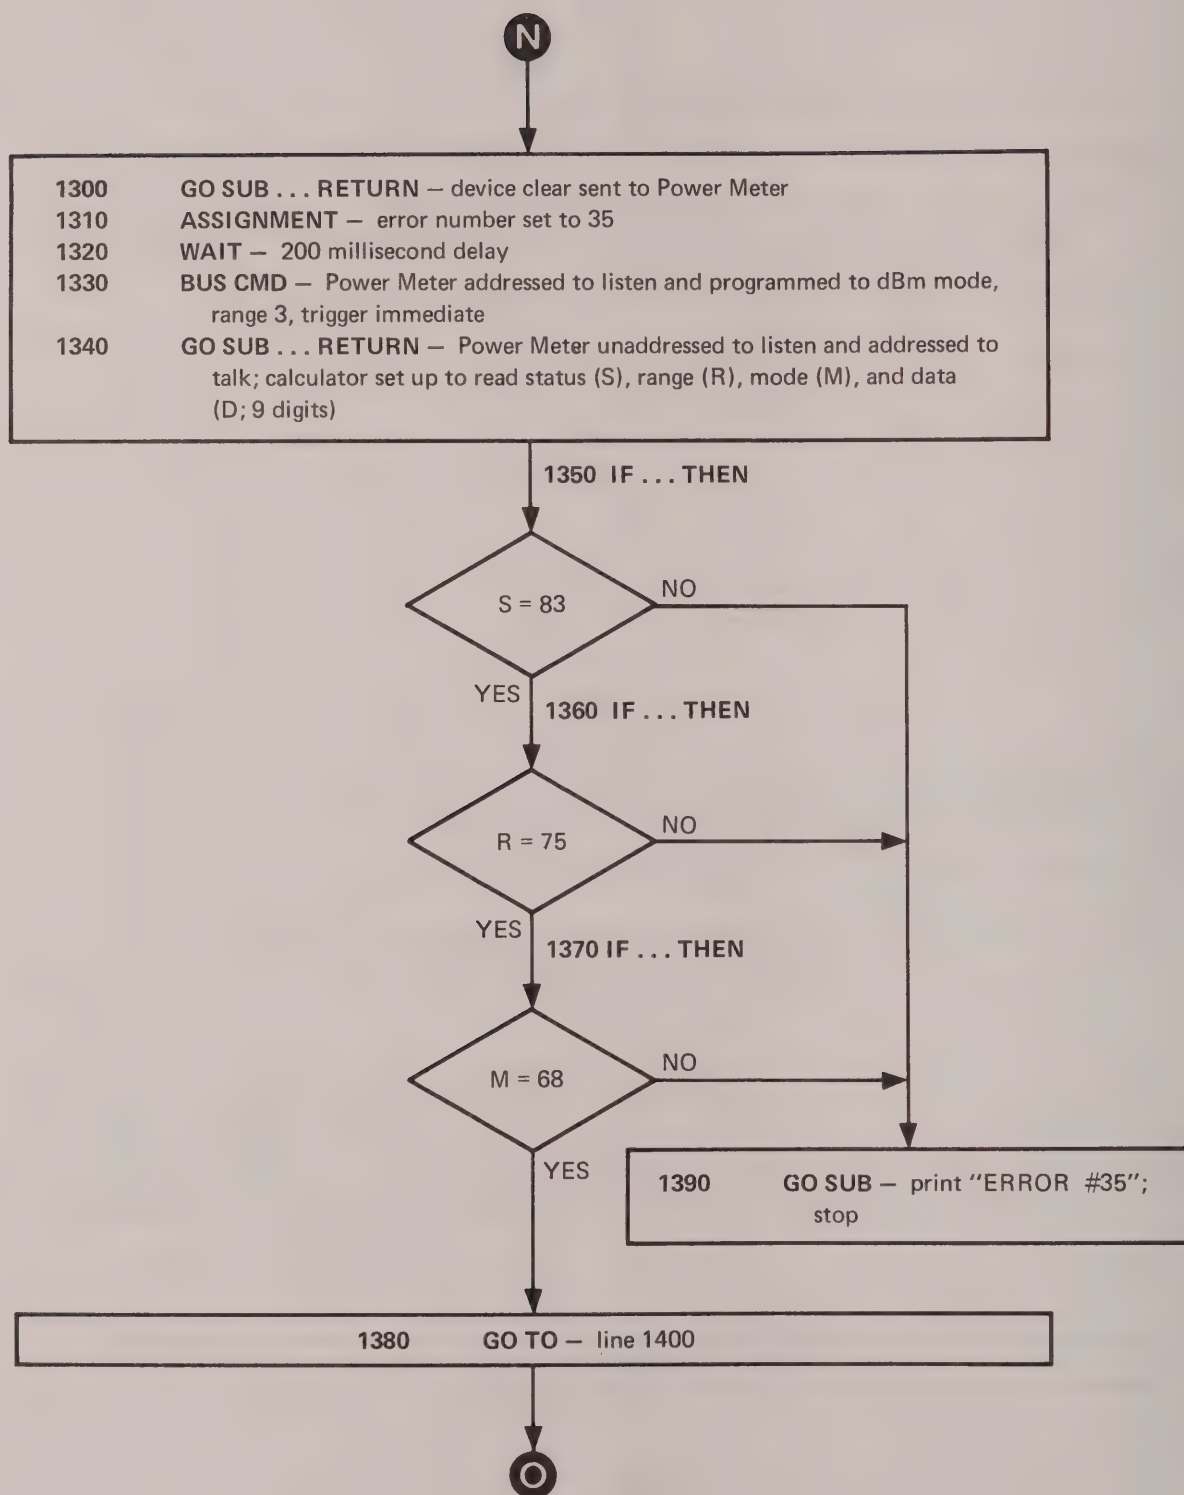 N
1300 GO SUB . . . RETURN — device clear sent to Power Meter
1310 ASSIGNMENT — error number set to 35
1320 WAIT — 200 millisecond delay
1330 BUS CMD — Power Meter addressed to listen and programmed to dBm mode,
range 3, trigger immediate
1340 GO SUB . . . RETURN — Power Meter unaddressed to listen and addressed to
talk; calculator set up to read status (S), range (R), mode (M), and data
(D; 9 digits)
1350 IF . . . THEN
S = 83
NO
YES
1360 IF . . . THEN
R = 75
NO
YES
1370 IF . . . THEN
M = 68
NO
YES
1390 GO SUB — print “ERROR #35”;
stop
1380 GO TO — line 1400
O